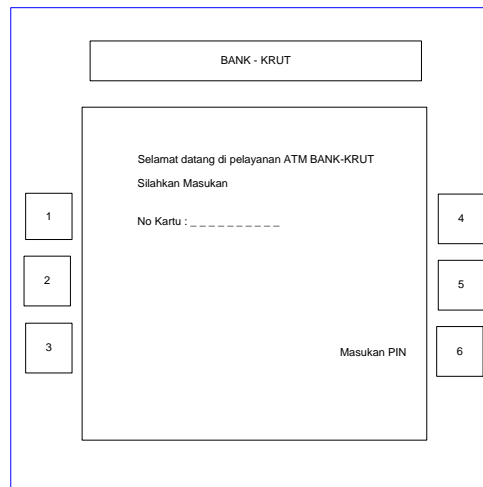 BANK - KRUT
Selamat datang di pelayanan ATM BANK-KRUT
Silahkan Masukan
No Kartu : _ _ _ _ _ _ _ _ _ _
1
4
2
5
3
Masukan PIN
6